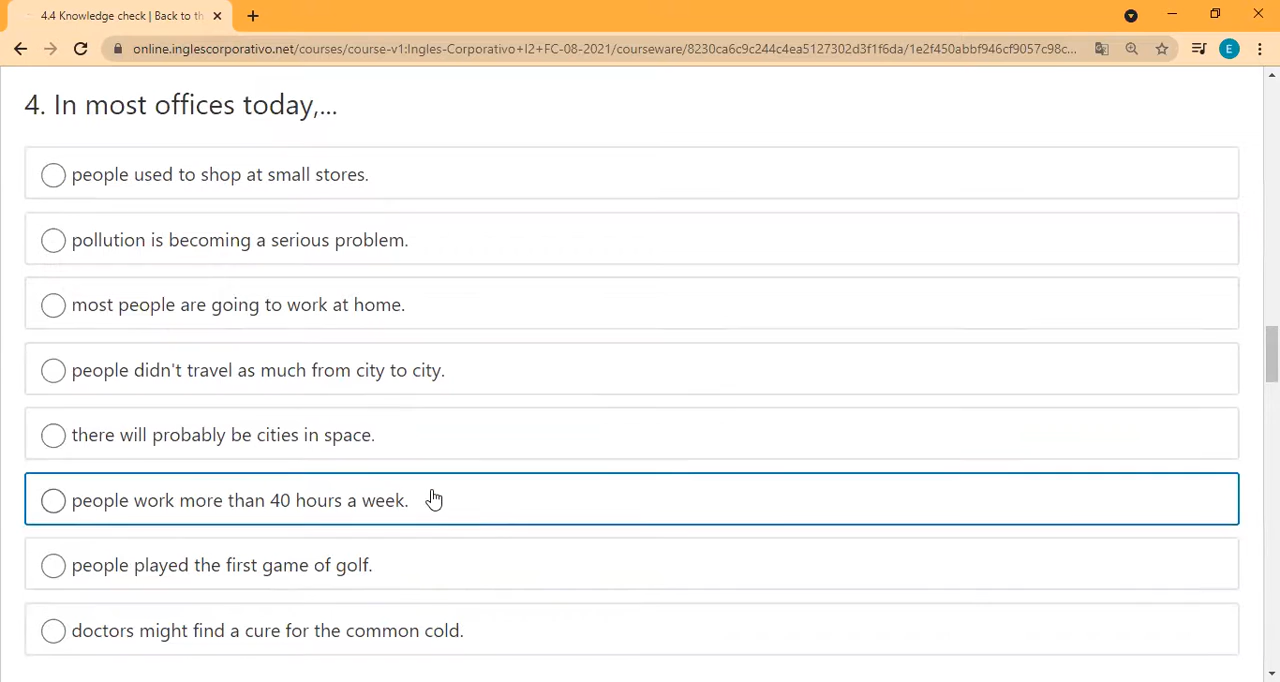 4.4 Knowledge check | Back to th
online.inglescorporativo.net/courses/course-v1:Ingles-Corporativo+I2+FC-08-2021/courseware/8230ca6c9c244c4ea5127302d3f1f6da/1e2f450abbf946cf9057c98c...
E
4. In most offices today,...
people used to shop at small stores.
pollution is becoming a serious problem.
most people are going to work at home.
people didn't travel as much from city to city.
there will probably be cities in space.
people work more than 40 hours a week.
people played the first game of golf.
doctors might find a cure for the common cold.